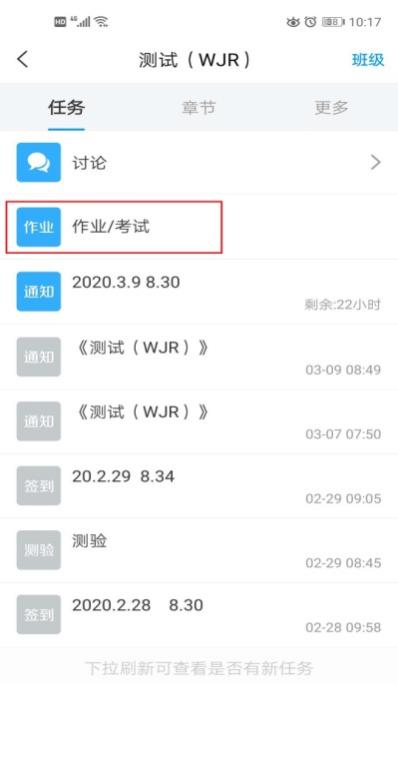 HD 4G 10:17
测试（WJR） 班级
任务 章节 更多
讨论
作业 作业/考试
通知 2020.3.9 8.30
剩余:22小时
通知 《测试（WJR）》
03-09 08:49
通知 《测试（WJR）》
03-07 07:50
签到 20.2.29 8.34
02-29 09:05
测验 测验
02-29 08:45
签到 2020.2.28 8.30
02-28 09:58
下拉刷新可查看是否有新任务